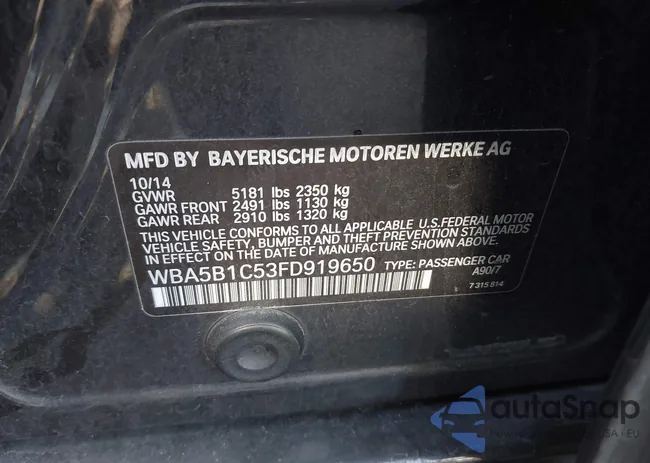 MFD BY BAYERISCHE MOTOREN WERKE AG
10/14
GVWR 5181 lbs 2350 kg
GAWR FRONT 2491 lbs 1130 kg
GAWR REAR 2910 lbs 1320 kg
THIS VEHICLE CONFORMS TO ALL APPLICABLE U.S.FEDERAL MOTOR
VEHICLE SAFETY, BUMPER AND THEFT PREVENTION STANDARDS
IN EFFECT ON THE DATE OF MANUFACTURE SHOWN ABOVE.
WBA5B1C53FD919650 TYPE: PASSENGER CAR
A90/7
7 315 814
autoSnap
USA - EU